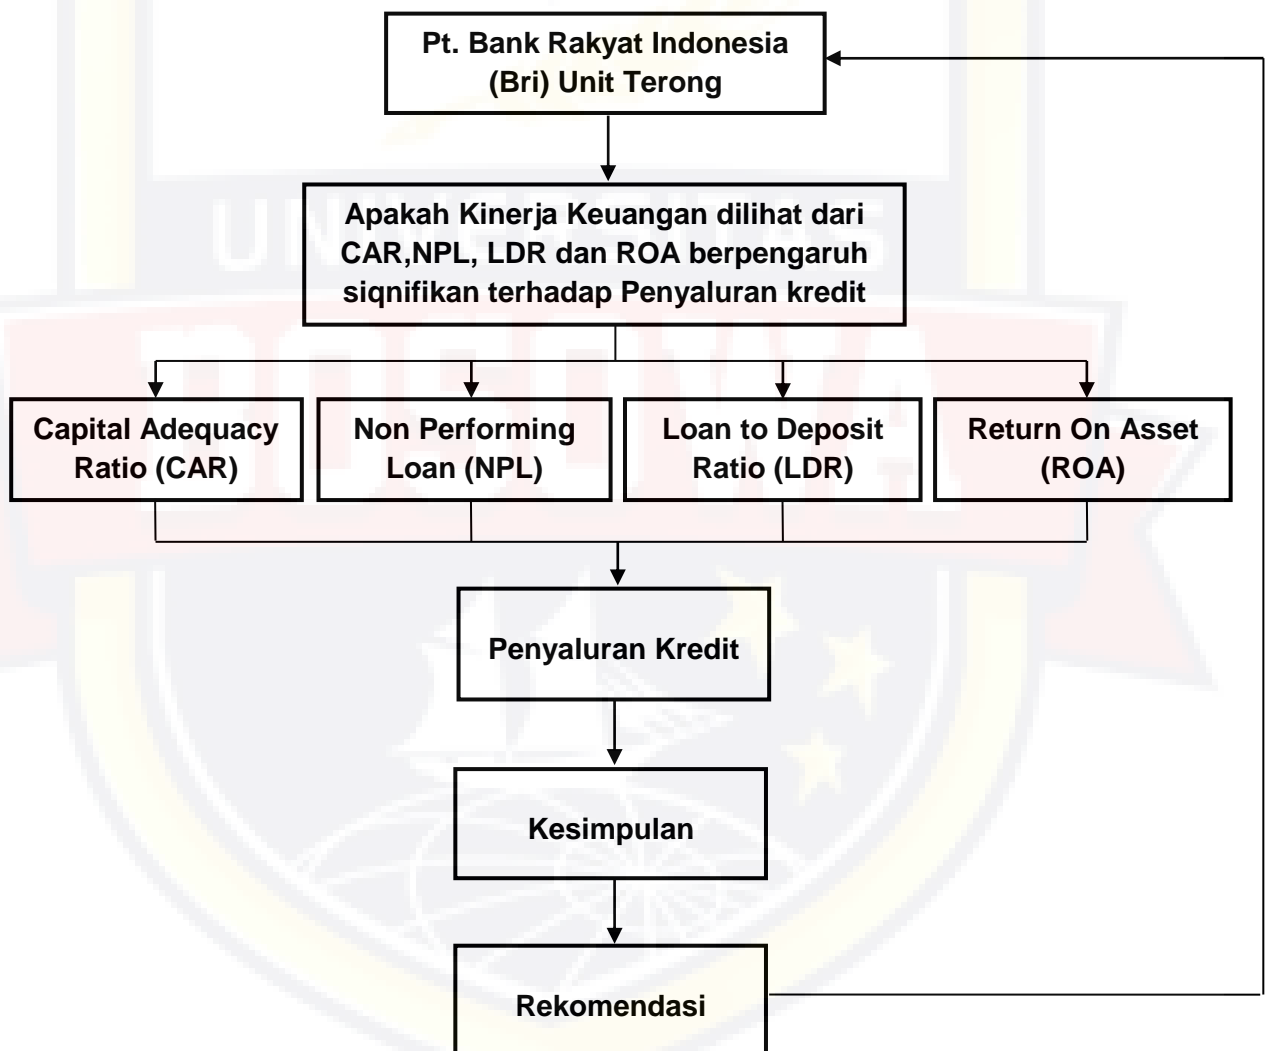 Pt. Bank Rakyat Indonesia
(Bri) Unit Terong
Apakah Kinerja Keuangan dilihat dari
CAR,NPL, LDR dan ROA berpengaruh
siqnifikan terhadap Penyaluran kredit
Capital Adequacy
Ratio (CAR)
Non Performing
Loan (NPL)
Loan to Deposit
Ratio (LDR)
Return On Asset
(ROA)
Penyaluran Kredit
Kesimpulan
Rekomendasi
UNIVERSITAS
BOSOWA